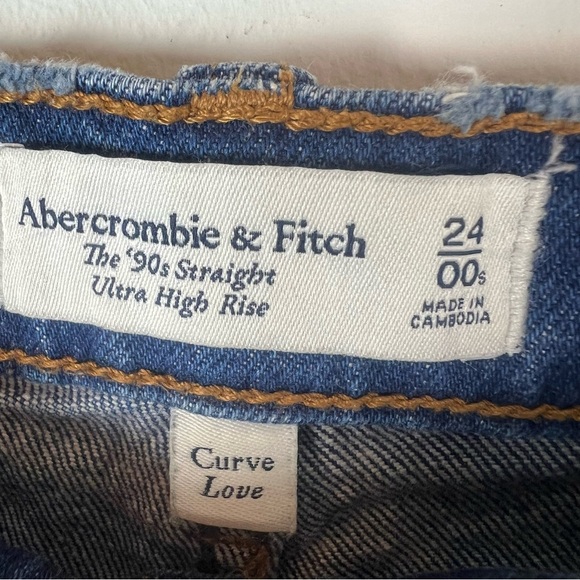 Abercrombie & Fitch
The '90s Straight
Ultra High Rise
24
00s
MADE IN
CAMBODIA
Curve
Love